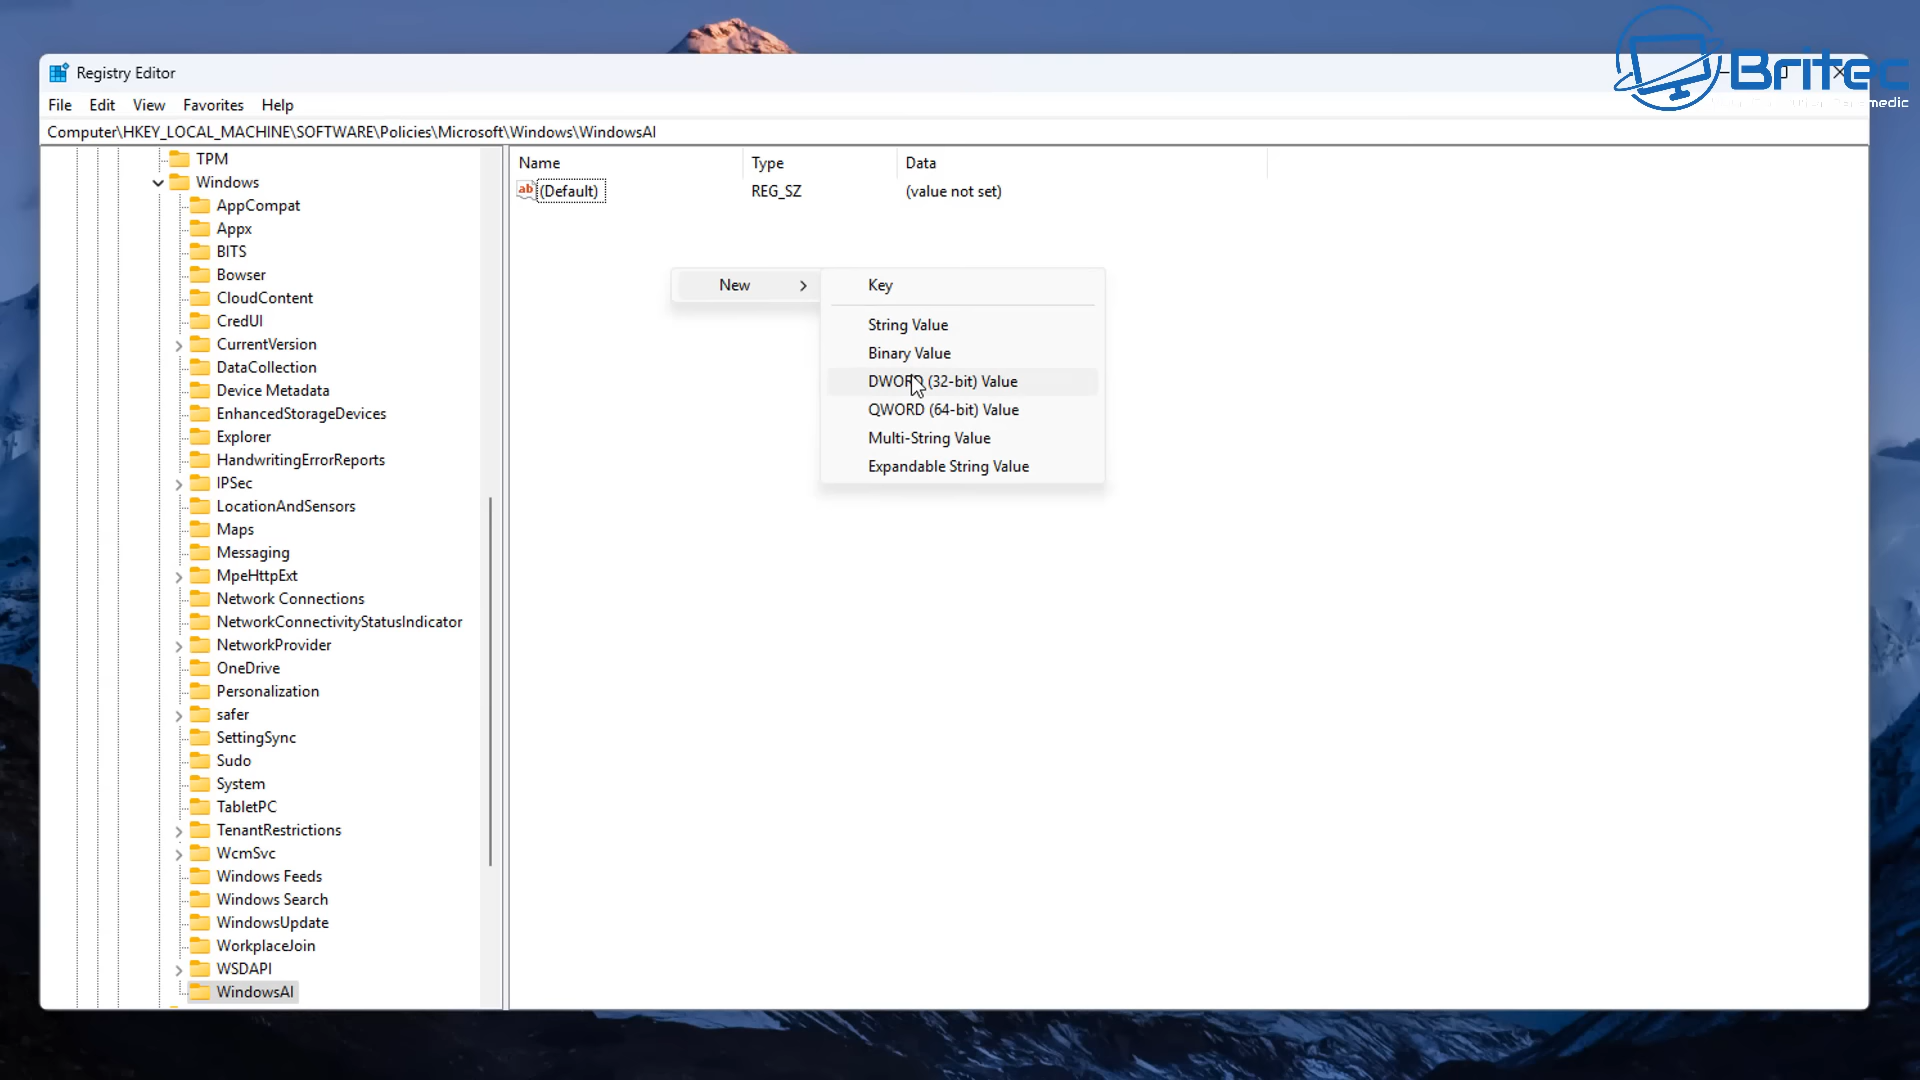 Britec
Registry Editor
File Edit View Favorites Help
Computer\HKEY_LOCAL_MACHINE\SOFTWARE\Policies\Microsoft\Windows\WindowsAI
Name Type Data
(Default) REG_SZ (value not set)
New
Key
String Value
Binary Value
DWORD (32-bit) Value
QWORD (64-bit) Value
Multi-String Value
Expandable String Value
TPM
Windows
AppCompat
Appx
BITS
Bowser
CloudContent
CredUI
CurrentVersion
DataCollection
Device Metadata
EnhancedStorageDevices
Explorer
HandwritingErrorReports
IPSec
LocationAndSensors
Maps
Messaging
MpeHttpExt
Network Connections
NetworkConnectivityStatusIndicator
NetworkProvider
OneDrive
Personalization
safer
SettingSync
Sudo
System
TabletPC
TenantRestrictions
WcmSvc
Windows Feeds
Windows Search
WindowsUpdate
WorkplaceJoin
WSDAPI
WindowsAI